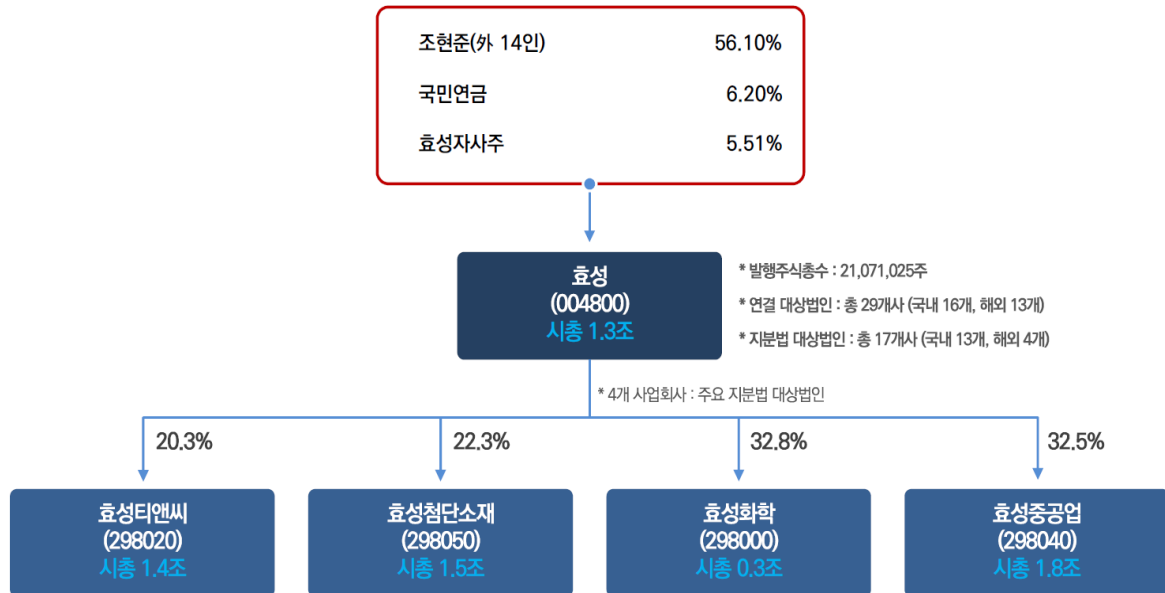 조현준(外 14인) 56.10%
국민연금 6.20%
효성자사주 5.51%
효성
(004800)
시총 1.3조
* 발행주식총수 : 21,071,025주
* 연결 대상법인 : 총 29개사 (국내 16개, 해외 13개)
* 지분법 대상법인 : 총 17개사 (국내 13개, 해외 4개)
* 4개 사업회사 : 주요 지분법 대상법인
20.3% 22.3% 32.8% 32.5%
효성티앤씨
(298020)
시총 1.4조
효성첨단소재
(298050)
시총 1.5조
효성화학
(298000)
시총 0.3조
효성중공업
(298040)
시총 1.8조